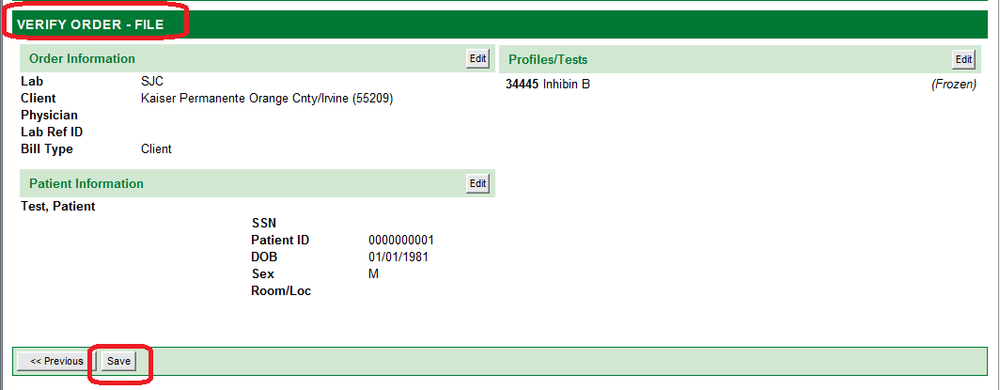 VERIFY ORDER - FILE
Order Information Edit
Lab SJC
Client Kaiser Permanente Orange Cnty/Irvine (55209)
Physician
Lab Ref ID
Bill Type Client
Profiles/Tests Edit
34445 Inhibin B (Frozen)
Patient Information Edit
Test, Patient
SSN
Patient ID 0000000001
DOB 01/01/1981
Sex M
Room/Loc
<< Previous Save